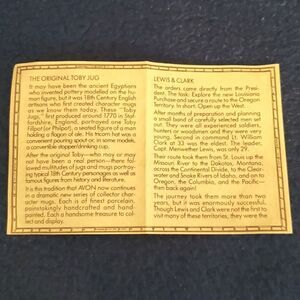 THE ORIGINAL TOBY JUG
It may have been the ancient Egyptians
who invented pottery modelled on the hu-
man figure, but it was 18th Century English
artisans who first created character mugs
as we know them today. These "Toby
Jugs," first produced around 1770 in Staf-
fordshire, England, portrayed one Toby
Fillpot (or Philpot), a seated figure of a man
holding a flagon of ale. His tricorn hat was a
convenient pouring spot or, in some models,
a convertible stopper/drinking cup.
After the original Toby—who may or may
not have been a real person—there fol-
lowed myriads of character mugs portray-
ing typical 18th Century personages as well as
figures from history and literature.
It is this tradition that AVON now continues
in a dramatic new series of collector char-
acter mugs. Each is of finest porcelain,
painstakingly handcrafted and hand-
painted. Each a handsome treasure to col-
lect and display.
LEWIS & CLARK
The orders came directly from the Presi-
dent. The task: Explore the new Louisiana
Purchase and secure a route to the Oregon
Territory. In short: Open up the West.
After months of preparation and planning
a small band of carefully selected men set
out. They were all experienced soldiers,
hunters or woodsmen and they were very
young. Second in command Lt. William
Clark at 33 was the eldest. The leader,
Capt. Meriwether Lewis, was only 29.
Their route took them from St. Louis up the
Missouri River to the Dakotas, Montana,
across the Continental Divide, to the Clear-
water and Snake Rivers of Idaho, and on to
Oregon, the Columbia, and the Pacific—
then back again!
The journey took them more than two
years, but it was enormously successful.
Though Lewis and Clark were not the first to
visit many of these territories, they were the